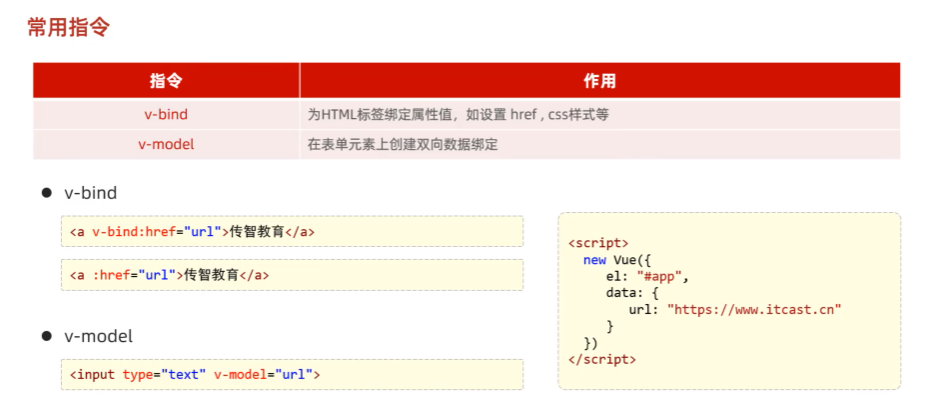 常用指令
指令 作用
v-bind 为HTML标签绑定属性值，如设置 href , css样式等
v-model 在表单元素上创建双向数据绑定
v-bind
<a v-bind:href="url">传智教育</a>
<a :href="url">传智教育</a>
v-model
<input type="text" v-model="url">
<script>
new Vue({
el: "#app",
data: {
url: "https://www.itcast.cn"
}
})
</script>